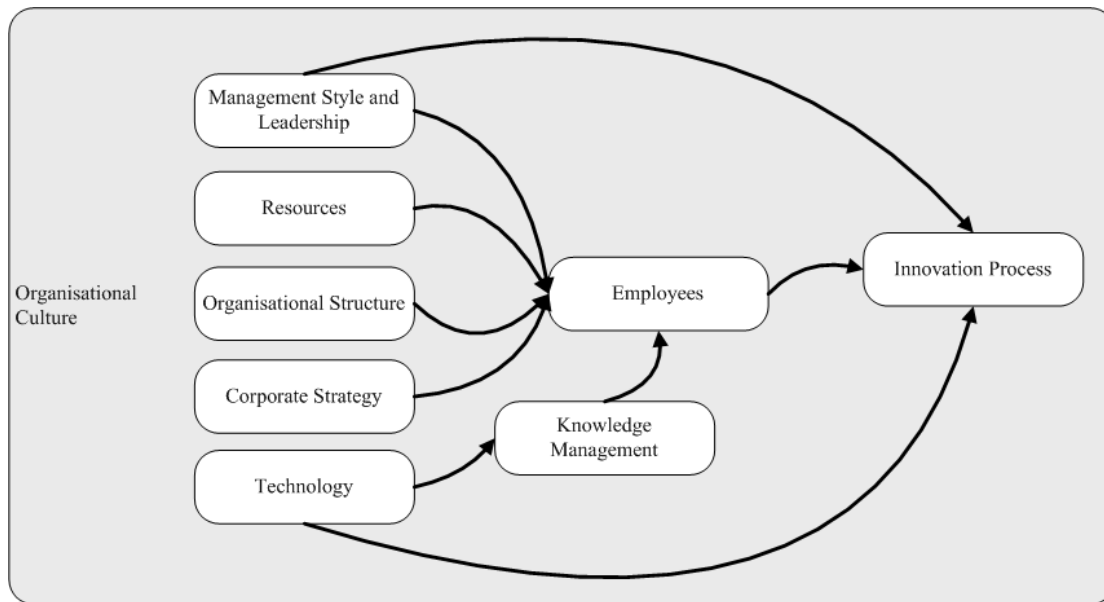 Management Style and
Leadership
Resources
Organisational
Culture
Organisational Structure
Employees
Innovation Process
Corporate Strategy
Knowledge
Management
Technology